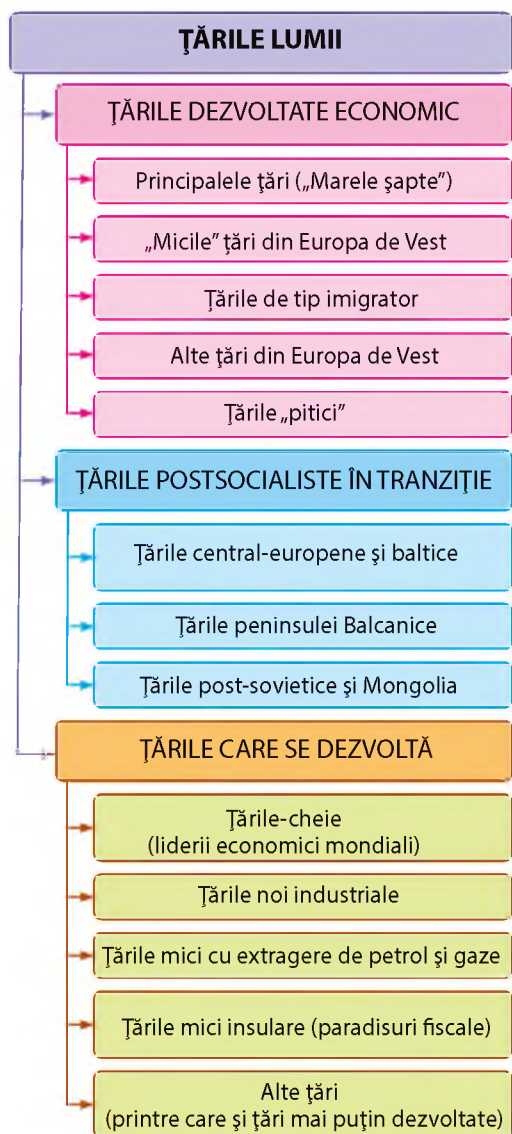 ŢĂRILE LUMII
ŢĂRILE DEZVOLTATE ECONOMIC
Principalele ţări („Marele şapte”)
„Micile” ţări din Europa de Vest
Ţările de tip imigrator
Alte ţări din Europa de Vest
Ţările „pitici”
ŢĂRILE POSTSOCIALISTE ÎN TRANZIŢIE
Ţările central-europene şi baltice
Ţările peninsulei Balcanice
Ţările post-sovietice şi Mongolia
ŢĂRILE CARE SE DEZVOLTĂ
Ţările-cheie
(liderii economici mondiali)
Ţările noi industriale
Ţările mici cu extragere de petrol şi gaze
Ţările mici insulare (paradisuri fiscale)
Alte ţări
(printre care şi ţări mai puţin dezvoltate)